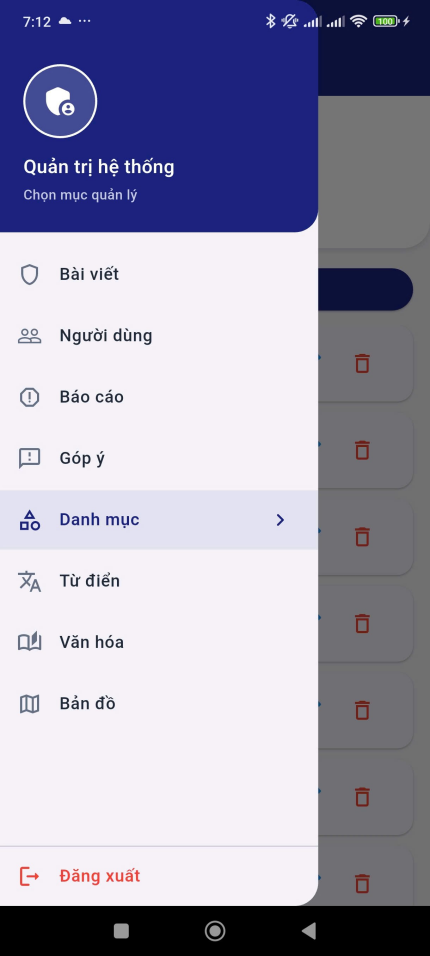 7:12
100
Quản trị hệ thống
Chọn mục quản lý
Bài viết
Người dùng
Báo cáo
Góp ý
Danh mục
Từ điển
Văn hóa
Bản đồ
Đăng xuất